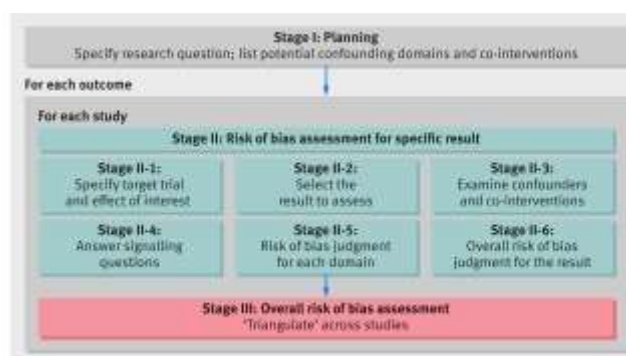 Stage I: Planning
Specify research question; list potential confounding domains and co-interventions
For each outcome
For each study
Stage II: Risk of bias assessment for specific result
Stage II-1:
Specify target trial
and effect of interest
Stage II-2:
Select the
result to assess
Stage II-3:
Examine confounders
and co-interventions
Stage II-4:
Answer signalling
questions
Stage II-5:
Risk of bias judgment
for each domain
Stage II-6:
Overall risk of bias
judgment for the result
Stage III: Overall risk of bias assessment
'Triangulate' across studies